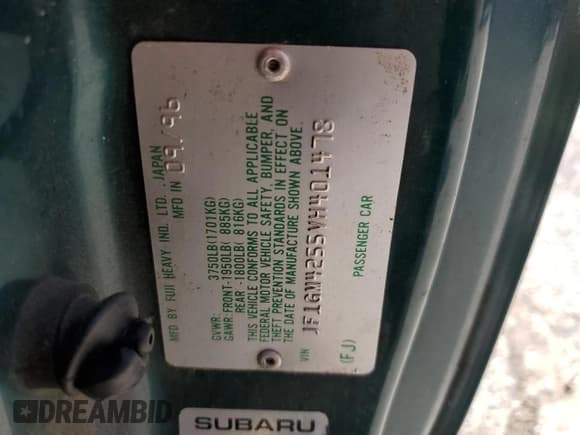 MFD BY FUJI HEAVY IND. LTD. JAPAN
MFD IN 09/96
GVWR: 3750LB(1701KG)
GAWR: FRONT-1950LB( 885KG)
REAR -1800LB( 816KG)
THIS VEHICLE CONFORMS TO ALL APPLICABLE
FEDERAL MOTOR VEHICLE SAFETY, BUMPER, AND
THEFT PREVENTION STANDARDS IN EFFECT ON
THE DATE OF MANUFACTURE SHOWN ABOVE.
VIN JF1GM4255VH401478
(FJ) PASSENGER CAR
SUBARU
DREAMBID